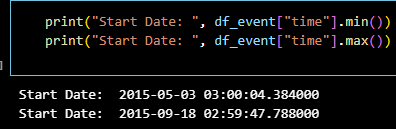 print("Start Date: ", df_event["time"].min())
print("Start Date: ", df_event["time"].max())
]
Start Date:  2015-05-03 03:00:04.384000
Start Date:  2015-09-18 02:59:47.788000